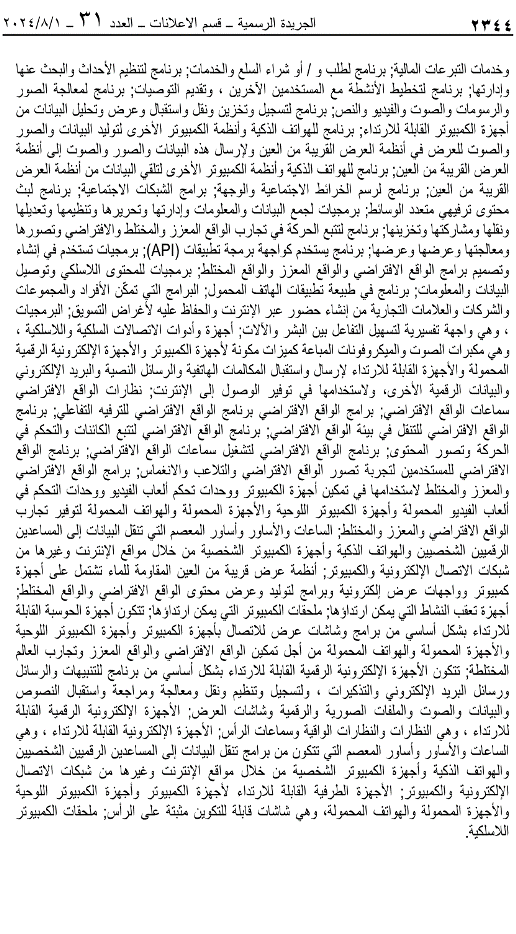 ٢٣٤٤ الجريدة الرسمية – قسم الاعلانات – العدد ٣١ – ٢٠٢٤/٨/١
وخدمات التبرعات المالية; برنامج لطلب و / أو شراء السلع والخدمات; برنامج لتنظيم الأحداث والبحث عنها
وإدارتها; برنامج لتخطيط الأنشطة مع المستخدمين الآخرين ، وتقديم التوصيات; برنامج لمعالجة الصور
والرسومات والصوت والفيديو والنص; برنامج لتسجيل وتخزين ونقل واستقبال وعرض وتحليل البيانات من
أجهزة الكمبيوتر القابلة للارتداء; برنامج للهواتف الذكية وأنظمة الكمبيوتر الأخرى لتوليد البيانات والصور
والصوت للعرض في أنظمة العرض القريبة من العين ولإرسال هذه البيانات والصور والصوت إلى أنظمة
العرض القريبة من العين; برنامج للهواتف الذكية وأنظمة الكمبيوتر الأخرى لتلقي البيانات من أنظمة العرض
القريبة من العين; برنامج لرسم الخرائط الاجتماعية والوجهة; برامج الشبكات الاجتماعية; برنامج لبث
محتوى ترفيهي متعدد الوسائط; برمجيات لجمع البيانات والمعلومات وإدارتها وتحريرها وتنظيمها وتعديلها
ونقلها ومشاركتها وتخزينها; برنامج لتتبع الحركة في تجارب الواقع المعزز والمختلط والافتراضي وتصورها
ومعالجتها وعرضها وعرضها; برنامج يستخدم كواجهة برمجة تطبيقات (API); برمجيات تستخدم في إنشاء
وتصميم برامج الواقع الافتراضي والواقع المعزز والواقع المختلط; برمجيات للمحتوى اللاسلكي وتوصيل
البيانات والمعلومات; برنامج في طبيعة تطبيقات الهاتف المحمول; البرامج التي تمكّن الأفراد والمجموعات
والشركات والعلامات التجارية من إنشاء حضور عبر الإنترنت والحفاظ عليه لأغراض التسويق; البرمجيات
، وهي واجهة تفسيرية لتسهيل التفاعل بين البشر والآلات; أجهزة وأدوات الاتصالات السلكية واللاسلكية ،
وهي مكبرات الصوت والميكروفونات المباعة كميزات مكونة لأجهزة الكمبيوتر والأجهزة الإلكترونية الرقمية
المحمولة والأجهزة القابلة للارتداء لإرسال واستقبال المكالمات الهاتفية والرسائل النصية والبريد الإلكتروني
والبيانات الرقمية الأخرى، ولاستخدامها في توفير الوصول إلى الإنترنت; نظارات الواقع الافتراضي
سماعات الواقع الافتراضي; برامج الواقع الافتراضي برنامج الواقع الافتراضي للترفيه التفاعلي; برنامج
الواقع الافتراضي للتنقل في بيئة الواقع الافتراضي; برنامج الواقع الافتراضي لتتبع الكائنات والتحكم في
الحركة وتصور المحتوى; برنامج الواقع الافتراضي لتشغيل سماعات الواقع الافتراضي; برنامج الواقع
الافتراضي للمستخدمين لتجربة تصور الواقع الافتراضي والتلاعب والانغماس; برامج الواقع الافتراضي
والمعزز والمختلط لاستخدامها في تمكين أجهزة الكمبيوتر ووحدات تحكم ألعاب الفيديو ووحدات التحكم في
ألعاب الفيديو المحمولة وأجهزة الكمبيوتر اللوحية والأجهزة المحمولة والهواتف المحمولة لتوفير تجارب
الواقع الافتراضي والمعزز والمختلط; الساعات والأساور وأساور المعصم التي تنقل البيانات إلى المساعدين
الرقميين الشخصيين والهواتف الذكية وأجهزة الكمبيوتر الشخصية من خلال مواقع الإنترنت وغيرها من
شبكات الاتصال الإلكترونية والكمبيوتر; أنظمة عرض قريبة من العين المقاومة للماء تشتمل على أجهزة
كمبيوتر وواجهات عرض إلكترونية وبرامج لتوليد وعرض محتوى الواقع الافتراضي والواقع المختلط;
أجهزة تعقب النشاط التي يمكن ارتداؤها; ملحقات الكمبيوتر التي يمكن ارتداؤها; تتكون أجهزة الحوسبة القابلة
للارتداء بشكل أساسي من برامج وشاشات عرض للاتصال بأجهزة الكمبيوتر وأجهزة الكمبيوتر اللوحية
والأجهزة المحمولة والهواتف المحمولة من أجل تمكين الواقع الافتراضي والواقع المعزز وتجارب العالم
المختلطة; تتكون الأجهزة الإلكترونية الرقمية القابلة للارتداء بشكل أساسي من برنامج للتنبيهات والرسائل
ورسائل البريد الإلكتروني والتذكيرات ، ولتسجيل وتنظيم ونقل ومعالجة ومراجعة واستقبال النصوص
والبيانات والصوت والملفات الصورية والرقمية وشاشات العرض; الأجهزة الإلكترونية الرقمية القابلة
للارتداء ، وهي النظارات والنظارات الواقية وسماعات الرأس; الأجهزة الإلكترونية القابلة للارتداء ، وهي
الساعات والأساور وأساور المعصم التي تتكون من برامج تنقل البيانات إلى المساعدين الرقميين الشخصيين
والهواتف الذكية وأجهزة الكمبيوتر الشخصية من خلال مواقع الإنترنت وغيرها من شبكات الاتصال
الإلكترونية والكمبيوتر; الأجهزة الطرفية القابلة للارتداء لأجهزة الكمبيوتر وأجهزة الكمبيوتر اللوحية
والأجهزة المحمولة والهواتف المحمولة، وهي شاشات قابلة للتكوين مثبتة على الرأس; ملحقات الكمبيوتر
اللاسلكية.